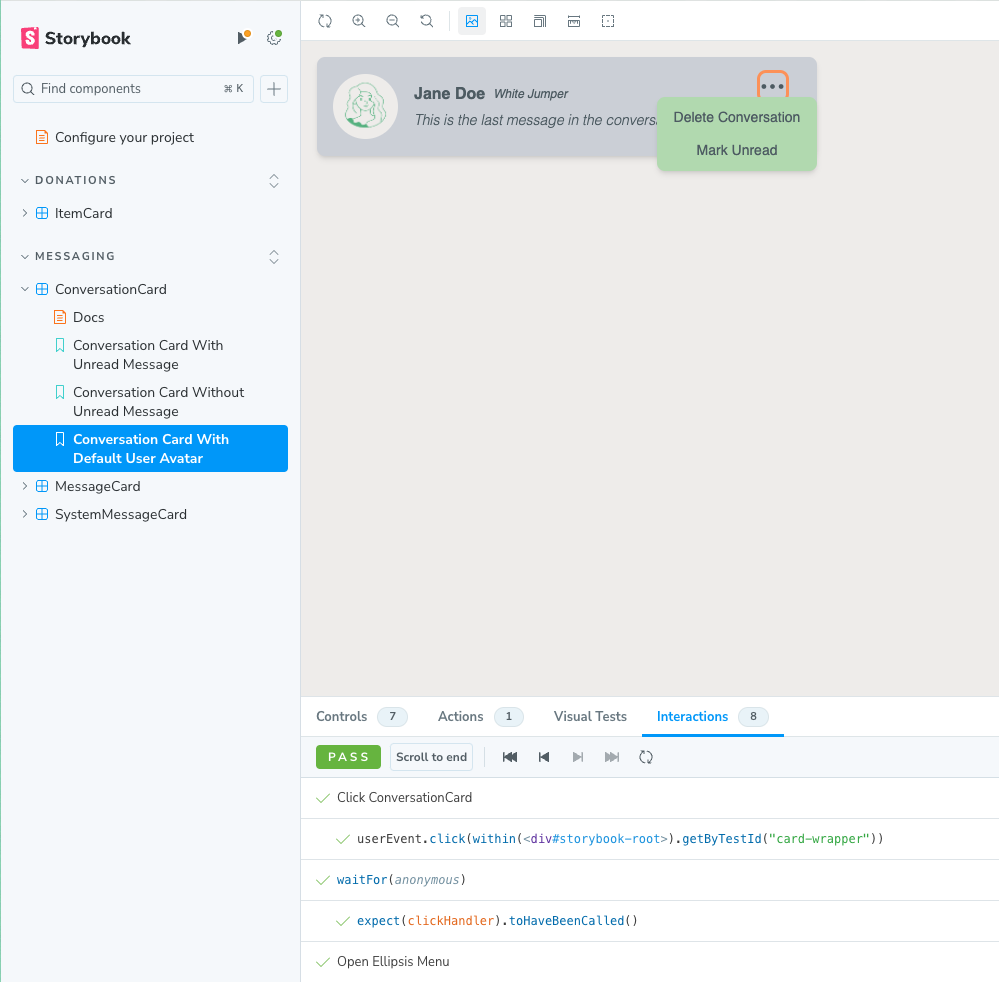 Storybook
Find components
⌘ K
Configure your project
DONATIONS
ItemCard
MESSAGING
ConversationCard
Docs
Conversation Card With
Unread Message
Conversation Card Without
Unread Message
Conversation Card With
Default User Avatar
MessageCard
SystemMessageCard
Jane Doe White Jumper
This is the last message in the convers
Delete Conversation
Mark Unread
Controls 7 Actions 1 Visual Tests Interactions 8
PASS Scroll to end
Click ConversationCard
userEvent.click(within(<div#storybook-root>).getByTestId("card-wrapper"))
waitFor(anonymous)
expect(clickHandler).toHaveBeenCalled()
Open Ellipsis Menu